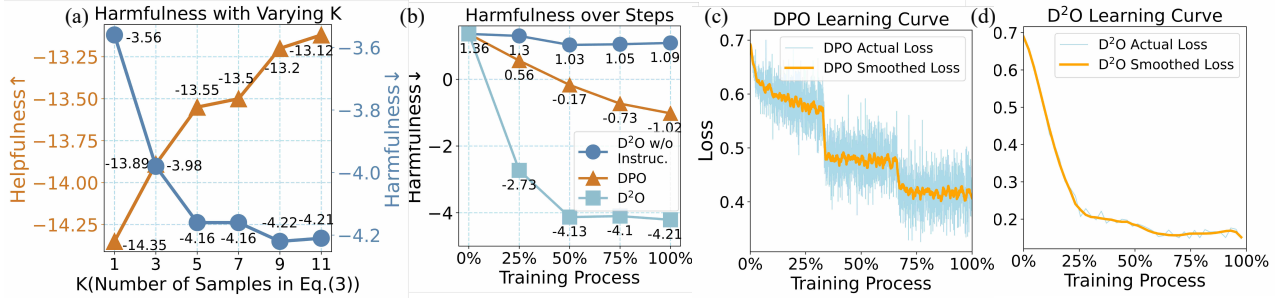 (a) Harmfulness with Varying K
Helpfulness↑
−13.25
−13.50
−13.75
−14.00
−14.25
-3.56
-13.12
-13.2
-13.5
-13.55
-13.89
-3.98
-4.16
-4.16
-4.22
-4.21
-14.35
−3.6
−3.8
−4.0
−4.2
Harmfulness↓
1 3 5 7 9 11
K(Number of Samples in Eq.(3))
(b) Harmfulness over Steps
Harmfulness↓
0
−2
−4
1.36
1.3
1.03
1.05
1.09
0.56
-0.17
-0.73
-1.02
-2.73
-4.13
-4.1
-4.21
D²O w/o
Instruc.
DPO
D²O
0% 25% 50% 75% 100%
Training Process
(c) DPO Learning Curve
Loss
0.7
0.6
0.5
0.4
DPO Actual Loss
DPO Smoothed Loss
0% 25% 50% 75% 100%
Training Process
(d) D²O Learning Curve
0.7
0.6
0.5
0.4
0.3
0.2
D²O Actual Loss
D²O Smoothed Loss
0% 50% 100%
Training Process